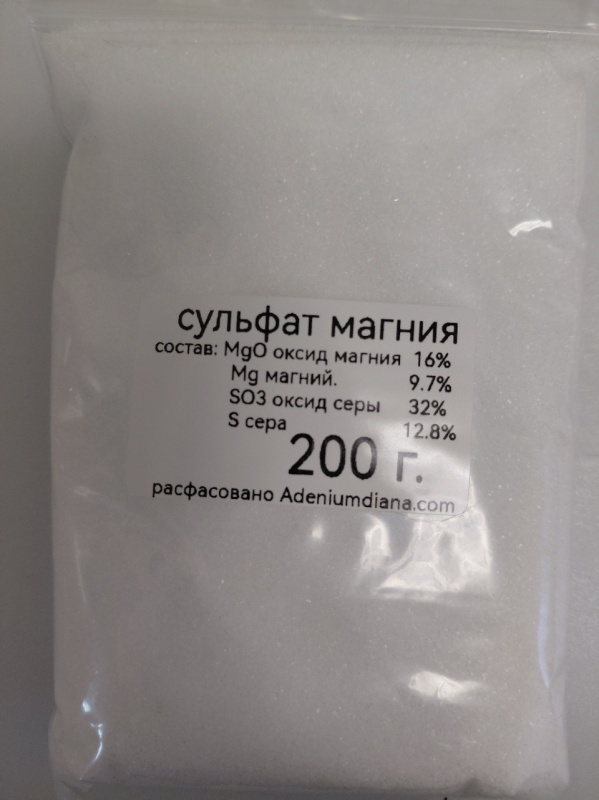 сульфат магния
состав: MgO оксид магния 16%
Mg магний. 9.7%
SO3 оксид серы 32%
S сера 12.8%
200 г.
расфасовано Adeniumdiana.com